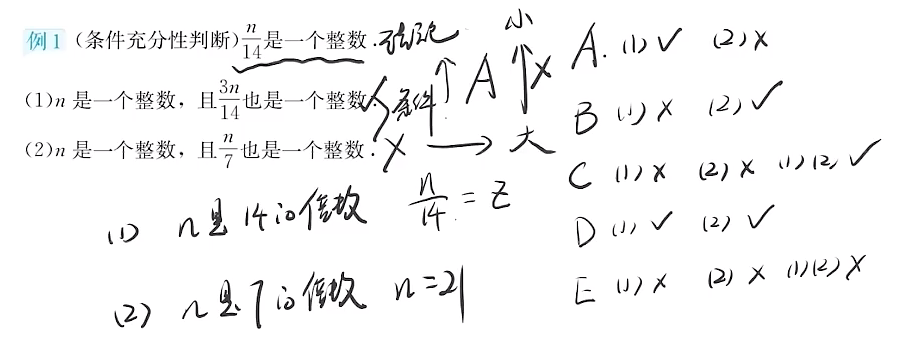 例1 (条件充分性判断) n/14 是一个整数. 结论
(1) n 是一个整数, 且 3n/14 也是一个整数. ✓ 条件
(2) n 是一个整数, 且 n/7 也是一个整数. ×
A
小
× → 大
A. (1)✓ (2)×
B (1)× (2)✓
C (1)× (2)× (1)(2)✓
D (1)✓ (2)✓
E (1)× (2)× (1)(2)×
(1) n是14的倍数 n/14 = Z
(2) n是7的倍数 n=21